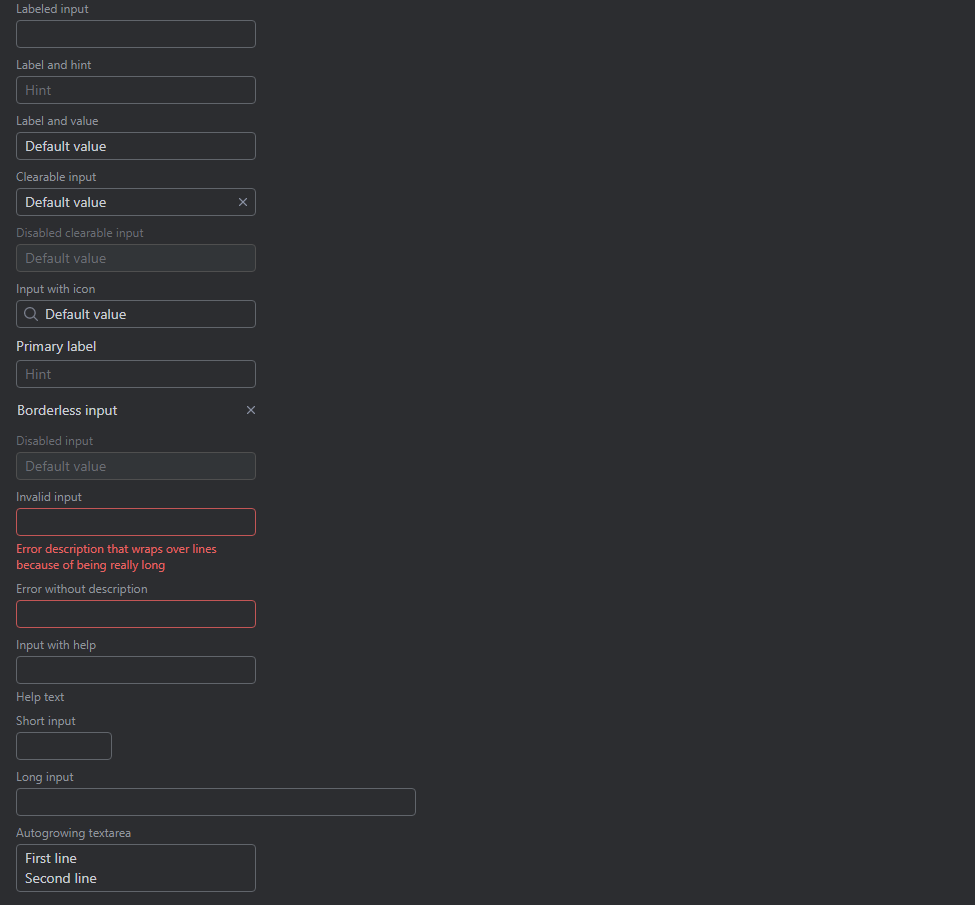 Labeled input
Label and hint
Hint
Label and value
Default value
Clearable input
Default value
Disabled clearable input
Default value
Input with icon
Default value
Primary label
Hint
Borderless input
Disabled input
Default value
Invalid input
Error description that wraps over lines
because of being really long
Error without description
Input with help
Help text
Short input
Long input
Autogrowing textarea
First line
Second line